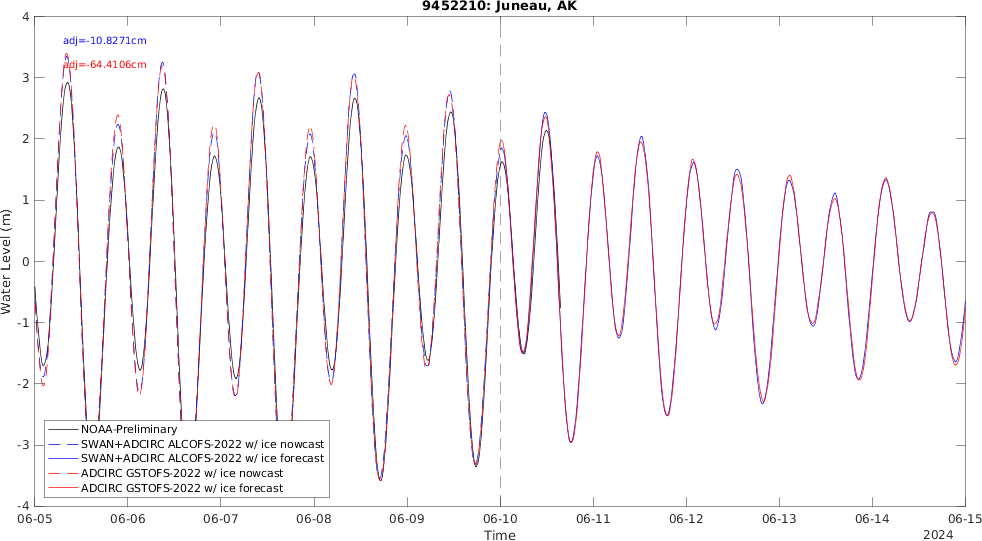 9452210: Juneau, AK
adj=-10.8271cm
adj=-64.4106cm
Water Level (m)
4
3
2
1
0
-1
-2
-3
-4
NOAA-Preliminary
SWAN+ADCIRC ALCOFS-2022 w/ ice nowcast
SWAN+ADCIRC ALCOFS-2022 w/ ice forecast
ADCIRC GSTOFS-2022 w/ ice nowcast
ADCIRC GSTOFS-2022 w/ ice forecast
06-05 06-06 06-07 06-08 06-09 06-10 06-11 06-12 06-13 06-14 06-15
Time
2024